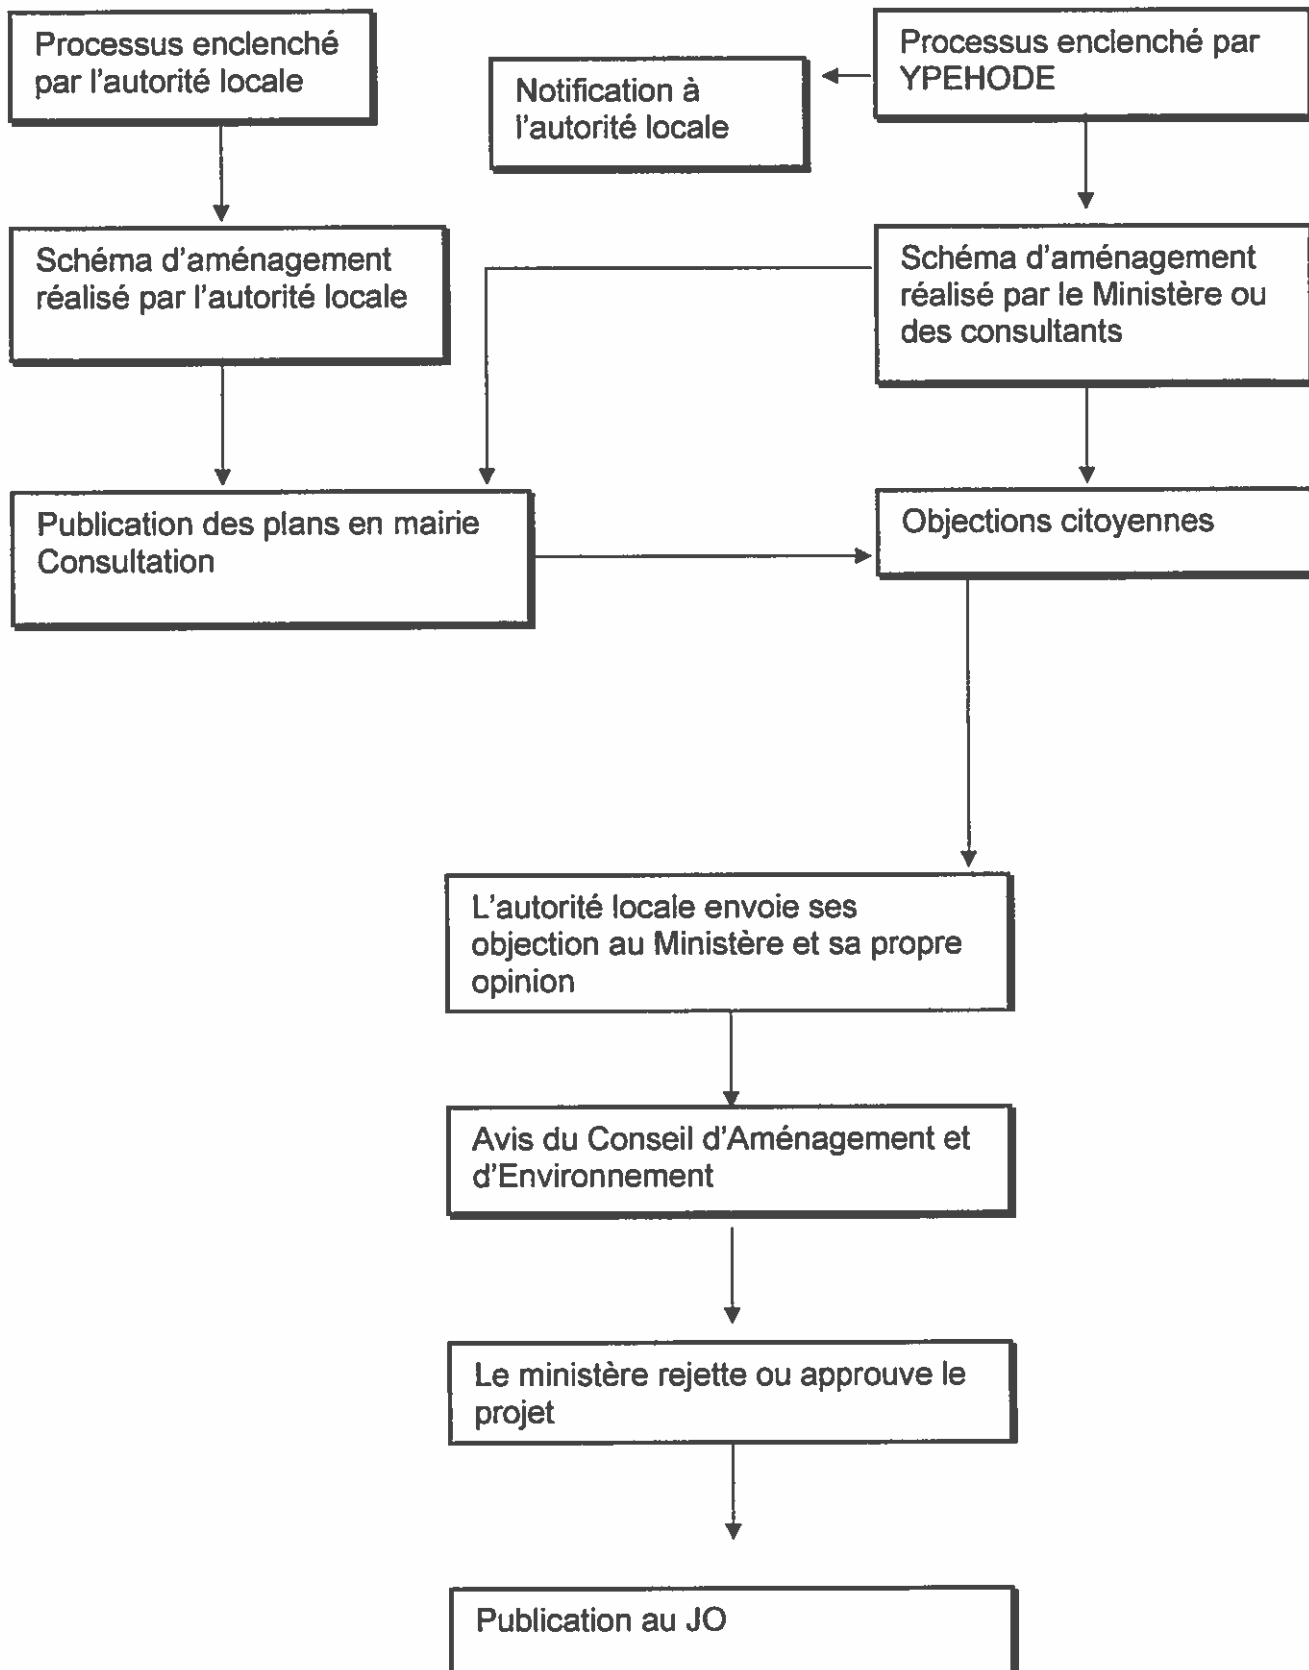 Processus enclenché
par l'autorité locale
Processus enclenché par
YPEHODE
Notification à
l'autorité locale
Schéma d'aménagement
réalisé par l'autorité locale
Schéma d'aménagement
réalisé par le Ministère ou
des consultants
Publication des plans en mairie
Consultation
Objections citoyennes
L'autorité locale envoie ses
objection au Ministère et sa propre
opinion
Avis du Conseil d'Aménagement et
d'Environnement
Le ministère rejette ou approuve le
projet
Publication au JO